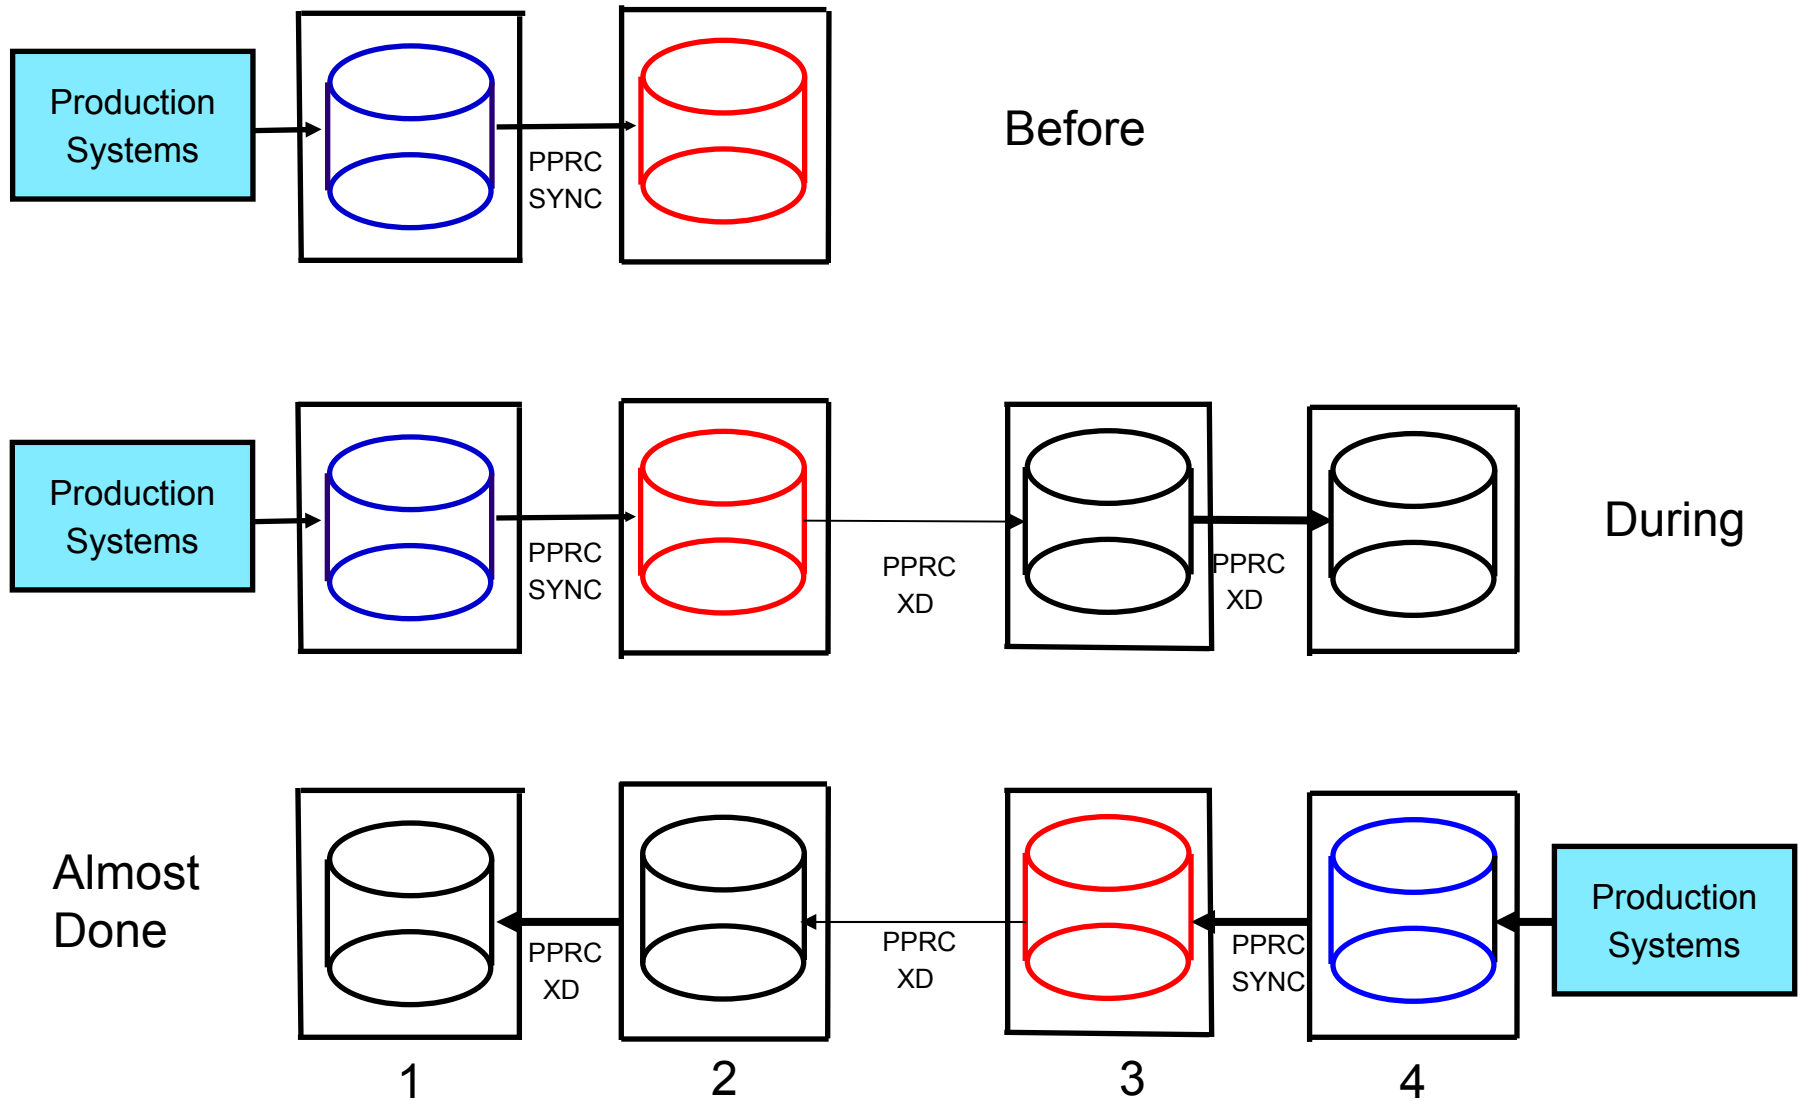 Production
Systems
PPRC
SYNC
Before
Production
Systems
PPRC
SYNC
PPRC
XD
PPRC
XD
During
Almost
Done
PPRC
XD
PPRC
XD
PPRC
SYNC
Production
Systems
1
2
3
4